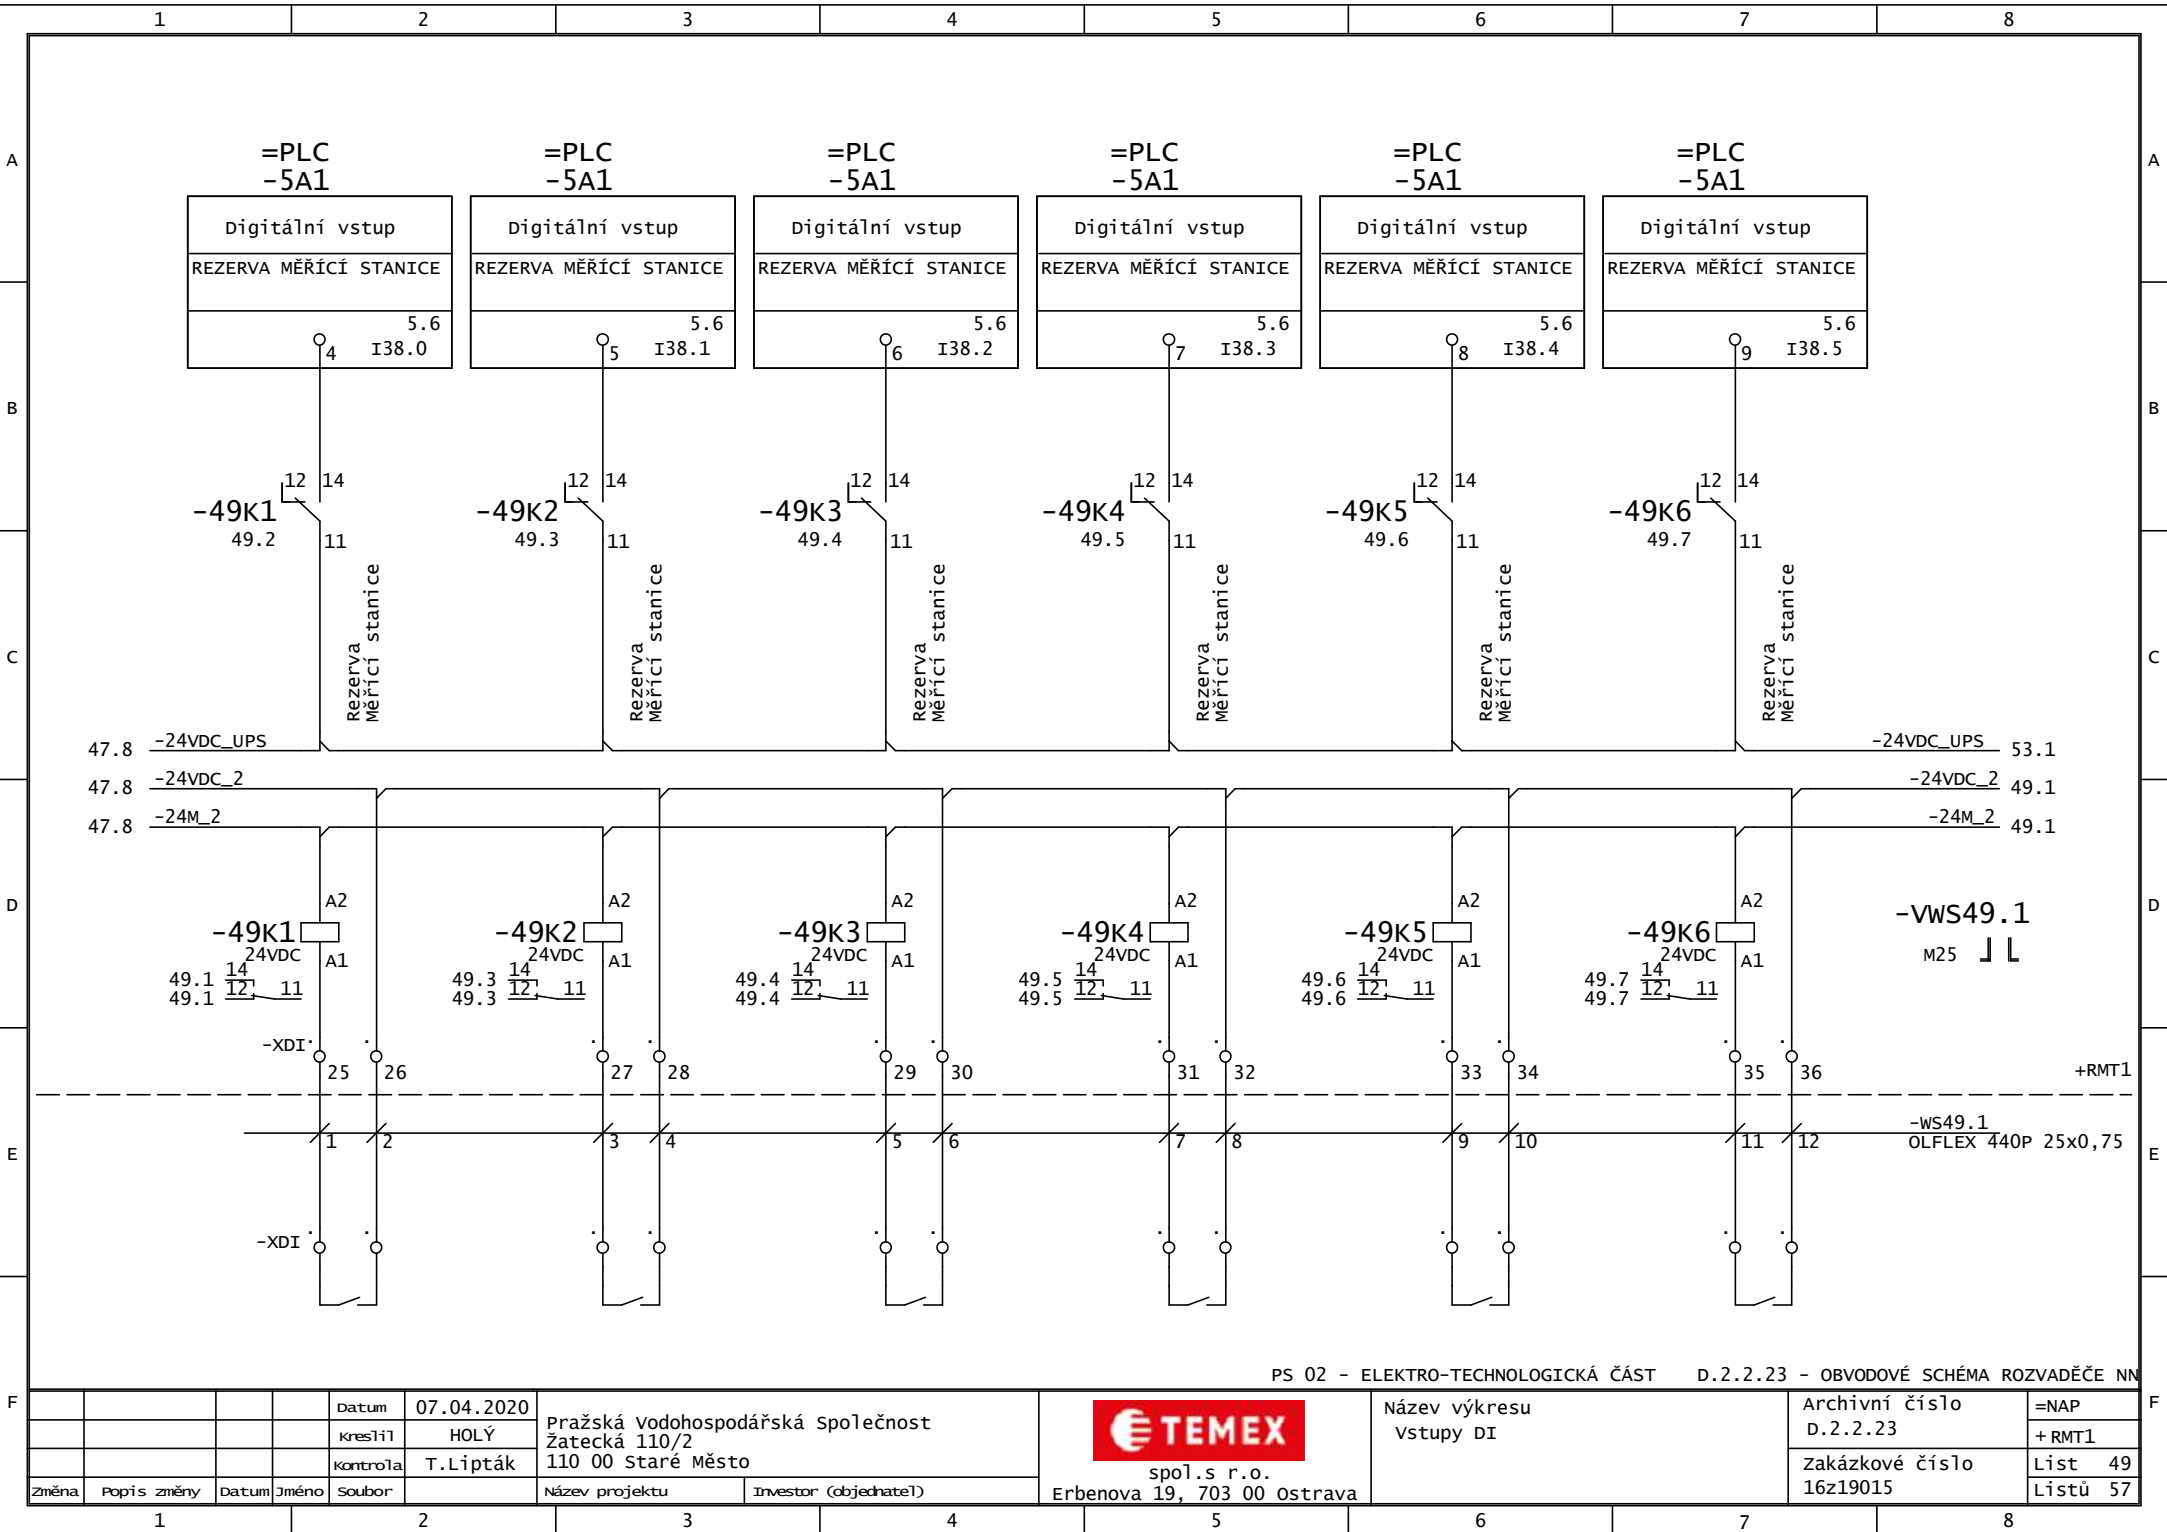 1 2 3 4 5 6 7 8
A A
=PLC =PLC =PLC =PLC =PLC =PLC
-5A1 -5A1 -5A1 -5A1 -5A1 -5A1
Digitální vstup Digitální vstup Digitální vstup Digitální vstup Digitální vstup Digitální vstup
REZERVA MĚŘÍCÍ STANICE REZERVA MĚŘÍCÍ STANICE REZERVA MĚŘÍCÍ STANICE REZERVA MĚŘÍCÍ STANICE REZERVA MĚŘÍCÍ STANICE REZERVA MĚŘÍCÍ STANICE
5.6 5.6 5.6 5.6 5.6 5.6
4 I38.0 5 I38.1 6 I38.2 7 I38.3 8 I38.4 9 I38.5
B B
12 14 12 14 12 14 12 14 12 14 12 14
-49K1 -49K2 -49K3 -49K4 -49K5 -49K6
49.2 11 49.3 11 49.4 11 49.5 11 49.6 11 49.7 11
Rezerva Rezerva Rezerva Rezerva Rezerva Rezerva
Měřící stanice Měřící stanice Měřící stanice Měřící stanice Měřící stanice Měřící stanice
C C
47.8 -24VDC_UPS -24VDC_UPS 53.1
47.8 -24VDC_2 -24VDC_2 49.1
47.8 -24M_2 -24M_2 49.1
A2 A2 A2 A2 A2 A2
D D
-49K1 -49K2 -49K3 -49K4 -49K5 -49K6 -VWS49.1
24VDC A1 24VDC A1 24VDC A1 24VDC A1 24VDC A1 24VDC A1 M25
49.1 14 49.3 14 49.4 14 49.5 14 49.6 14 49.7 14
49.1 12 11 49.3 12 11 49.4 12 11 49.5 12 11 49.6 12 11 49.7 12 11
-XDI
25 26 27 28 29 30 31 32 33 34 35 36 +RMT1
-WS49.1
1 2 3 4 5 6 7 8 9 10 11 12 OLFLEX 440P 25x0,75
E E
-XDI
PS 02 - ELEKTRO-TECHNOLOGICKÁ ČÁST D.2.2.23 - OBVODOVÉ SCHÉMA ROZVADĚČE NN
F F
Datum 07.04.2020
Kreslil HOLÝ
Kontrola T.Lipták
Změna Popis změny Datum Jméno Soubor
Pražská Vodohospodářská Společnost
Žatecká 110/2
110 00 Staré Město
Název projektu Investor (objednatel)
TEMEX
spol.s r.o.
Erbenova 19, 703 00 Ostrava
Název výkresu
Vstupy DI
Archivní číslo
D.2.2.23
Zakázkové číslo
16z19015
=NAP
+RMT1
List 49
Listů 57
1 2 3 4 5 6 7 8